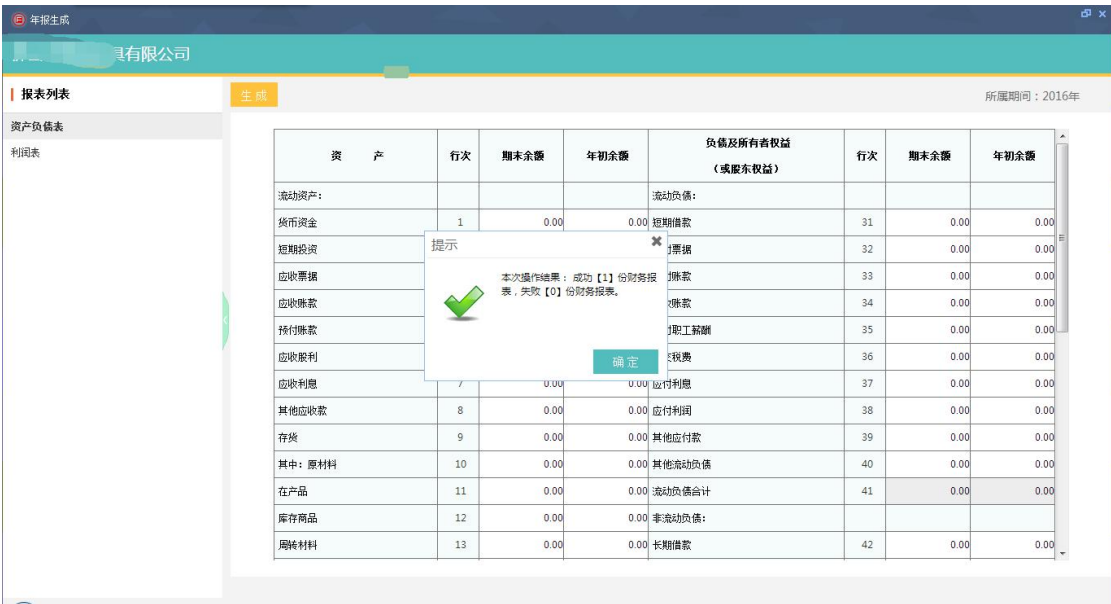 年报生成
具有限公司
报表列表
生成
所属期间：2016年
资产负债表
利润表
资 产 行次 期末余额 年初余额 负债及所有者权益（或股东权益） 行次 期末余额 年初余额
流动资产： 流动负债：
货币资金 1 0.00 0.00 短期借款 31 0.00 0.00
短期投资 票据 32 0.00 0.00
应收票据 账款 33 0.00 0.00
应收账款 账款 34 0.00 0.00
预付账款 职工薪酬 35 0.00 0.00
应收股利 税费 36 0.00 0.00
应收利息 7 0.00 0.00 应付利息 37 0.00 0.00
其他应收款 8 0.00 0.00 应付利润 38 0.00 0.00
存货 9 0.00 0.00 其他应付款 39 0.00 0.00
其中：原材料 10 0.00 0.00 其他流动负债 40 0.00 0.00
在产品 11 0.00 0.00 流动负债合计 41 0.00 0.00
库存商品 12 0.00 0.00 非流动负债：
周转材料 13 0.00 0.00 长期借款 42 0.00 0.00
提示
本次操作结果： 成功【1】份财务报
表，失败【0】份财务报表。
确定